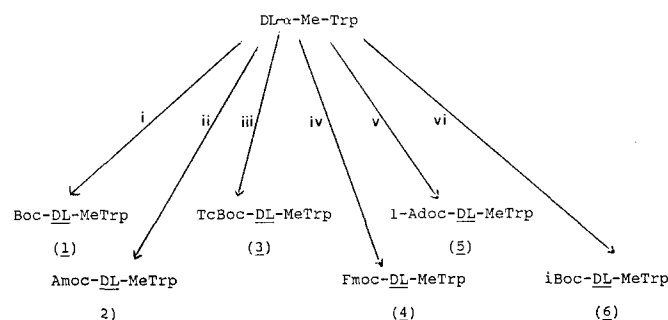 DL-α-Me-Trp
i ii iii iv v vi
Boc-DL-MeTrp TcBoc-DL-MeTrp 1-Adoc-DL-MeTrp
(1) (3) (5)
Amoc-DL-MeTrp Fmoc-DL-MeTrp iBoc-DL-MeTrp
2) (4) (6)